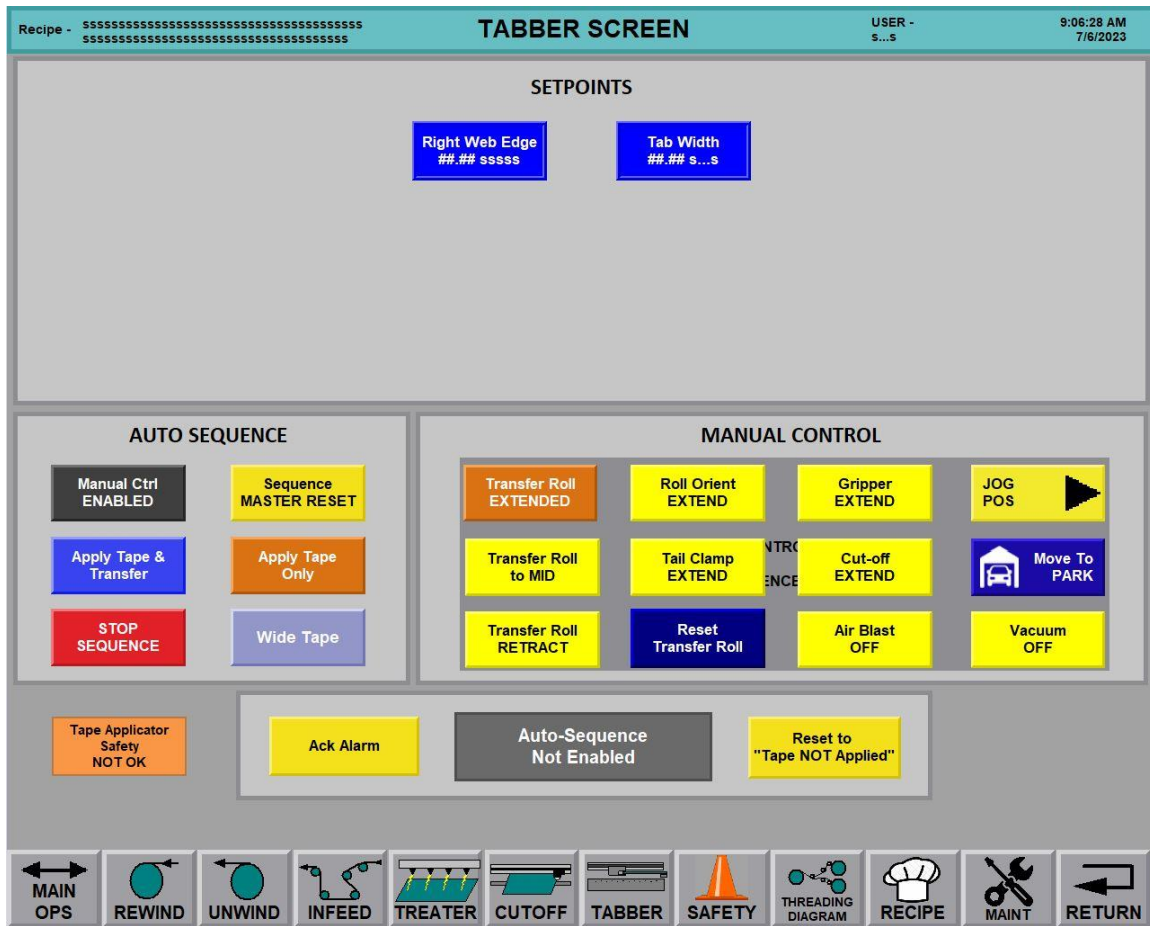 Recipe - sssssssssssssssssssssssssssssssssssssss
sssssssssssssssssssssssssssssssssssss
TABBER SCREEN
USER -
s...s
9:06:28 AM
7/6/2023
SETPOINTS
Right Web Edge
##.## sssss
Tab Width
##.## s...s
AUTO SEQUENCE
Manual Ctrl
ENABLED
Sequence
MASTER RESET
Apply Tape &
Transfer
Apply Tape
Only
STOP
SEQUENCE
Wide Tape
MANUAL CONTROL
Transfer Roll
EXTENDED
Roll Orient
EXTEND
Gripper
EXTEND
JOG
POS
Transfer Roll
to MID
Tail Clamp
EXTEND
Cut-off
EXTEND
Move To
PARK
Transfer Roll
RETRACT
Reset
Transfer Roll
Air Blast
OFF
Vacuum
OFF
Tape Applicator
Safety
NOT OK
Ack Alarm
Auto-Sequence
Not Enabled
Reset to
"Tape NOT Applied"
MAIN
OPS
REWIND
UNWIND
INFEED
TREATER
CUTOFF
TABBER
SAFETY
THREADING
DIAGRAM
RECIPE
MAINT
RETURN